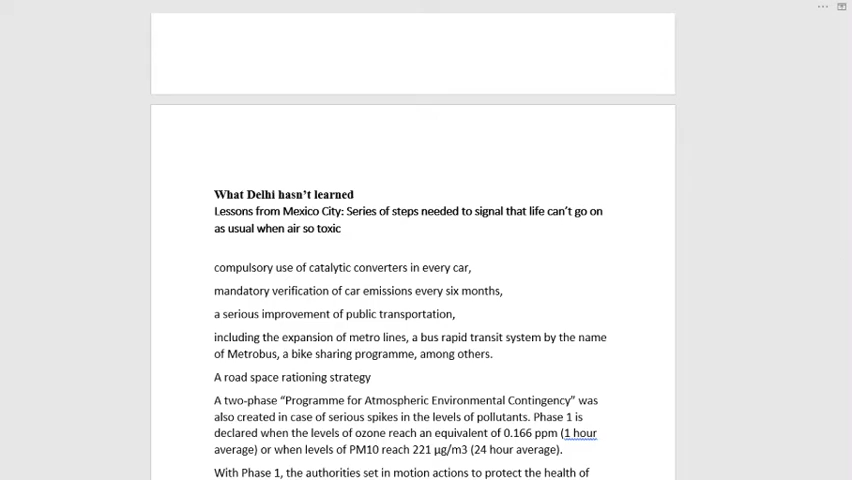 What Delhi hasn’t learned
Lessons from Mexico City: Series of steps needed to signal that life can’t go on
as usual when air so toxic
compulsory use of catalytic converters in every car,
mandatory verification of car emissions every six months,
a serious improvement of public transportation,
including the expansion of metro lines, a bus rapid transit system by the name
of Metrobus, a bike sharing programme, among others.
A road space rationing strategy
A two-phase “Programme for Atmospheric Environmental Contingency” was
also created in case of serious spikes in the levels of pollutants. Phase 1 is
declared when the levels of ozone reach an equivalent of 0.166 ppm (1 hour
average) or when levels of PM10 reach 221 µg/m3 (24 hour average).
With Phase 1, the authorities set in motion actions to protect the health of